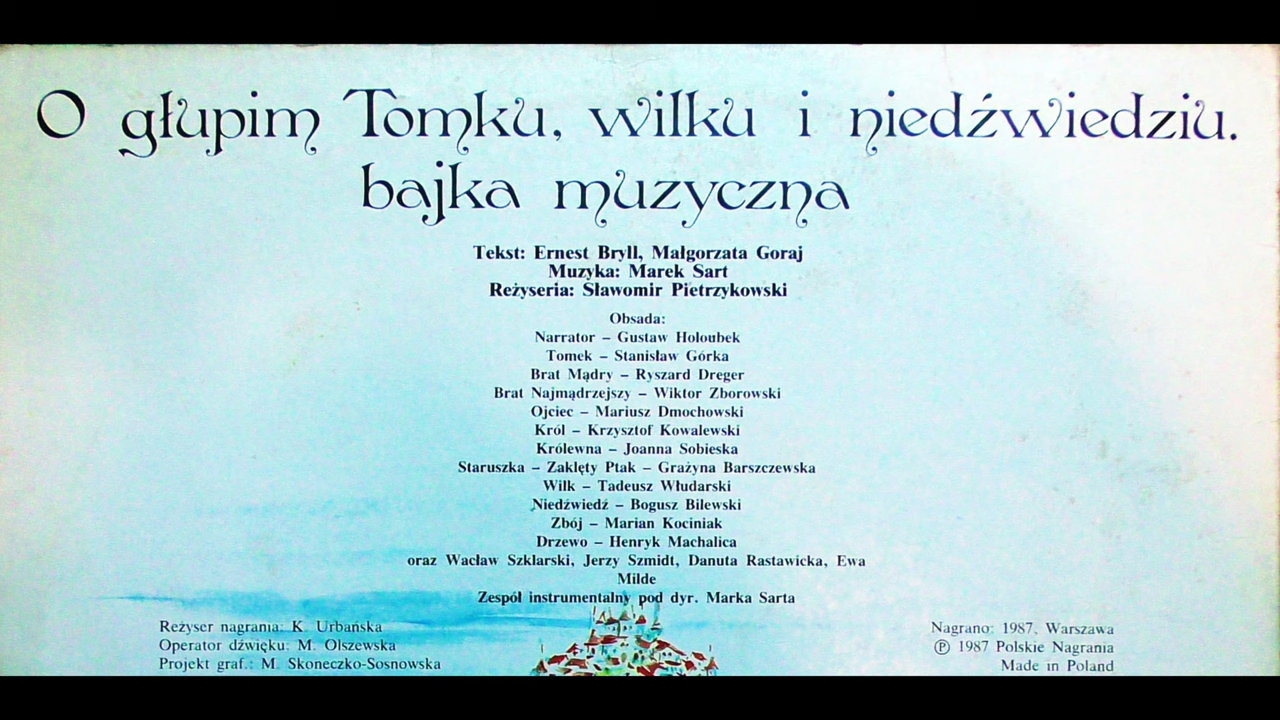 O głupim Tomku, wilku i niedźwiedziu.
bajka muzyczna
Tekst: Ernest Bryll, Małgorzata Goraj
Muzyka: Marek Sart
Reżyseria: Sławomir Pietrzykowski
Obsada:
Narrator – Gustaw Holoubek
Tomek – Stanisław Górka
Brat Mądry – Ryszard Dreger
Brat Najmądrzejszy – Wiktor Zborowski
Ojciec – Mariusz Dmochowski
Król – Krzysztof Kowalewski
Królewna – Joanna Sobieska
Staruszka – Zaklęty Ptak – Grażyna Barszczewska
Wilk – Tadeusz Włudarski
Niedźwiedź – Bogusz Bilewski
Zbój – Marian Kociniak
Drzewo – Henryk Machalica
oraz Wacław Szklarski, Jerzy Szmidt, Danuta Rastawicka, Ewa
Milde
Zespół instrumentalny pod dyr. Marka Sarta
Reżyser nagrania: K. Urbańska
Operator dźwięku: M. Olszewska
Projekt graf.: M. Skoneczko-Sosnowska
Nagrano: 1987, Warszawa
Ⓟ 1987 Polskie Nagrania
Made in Poland